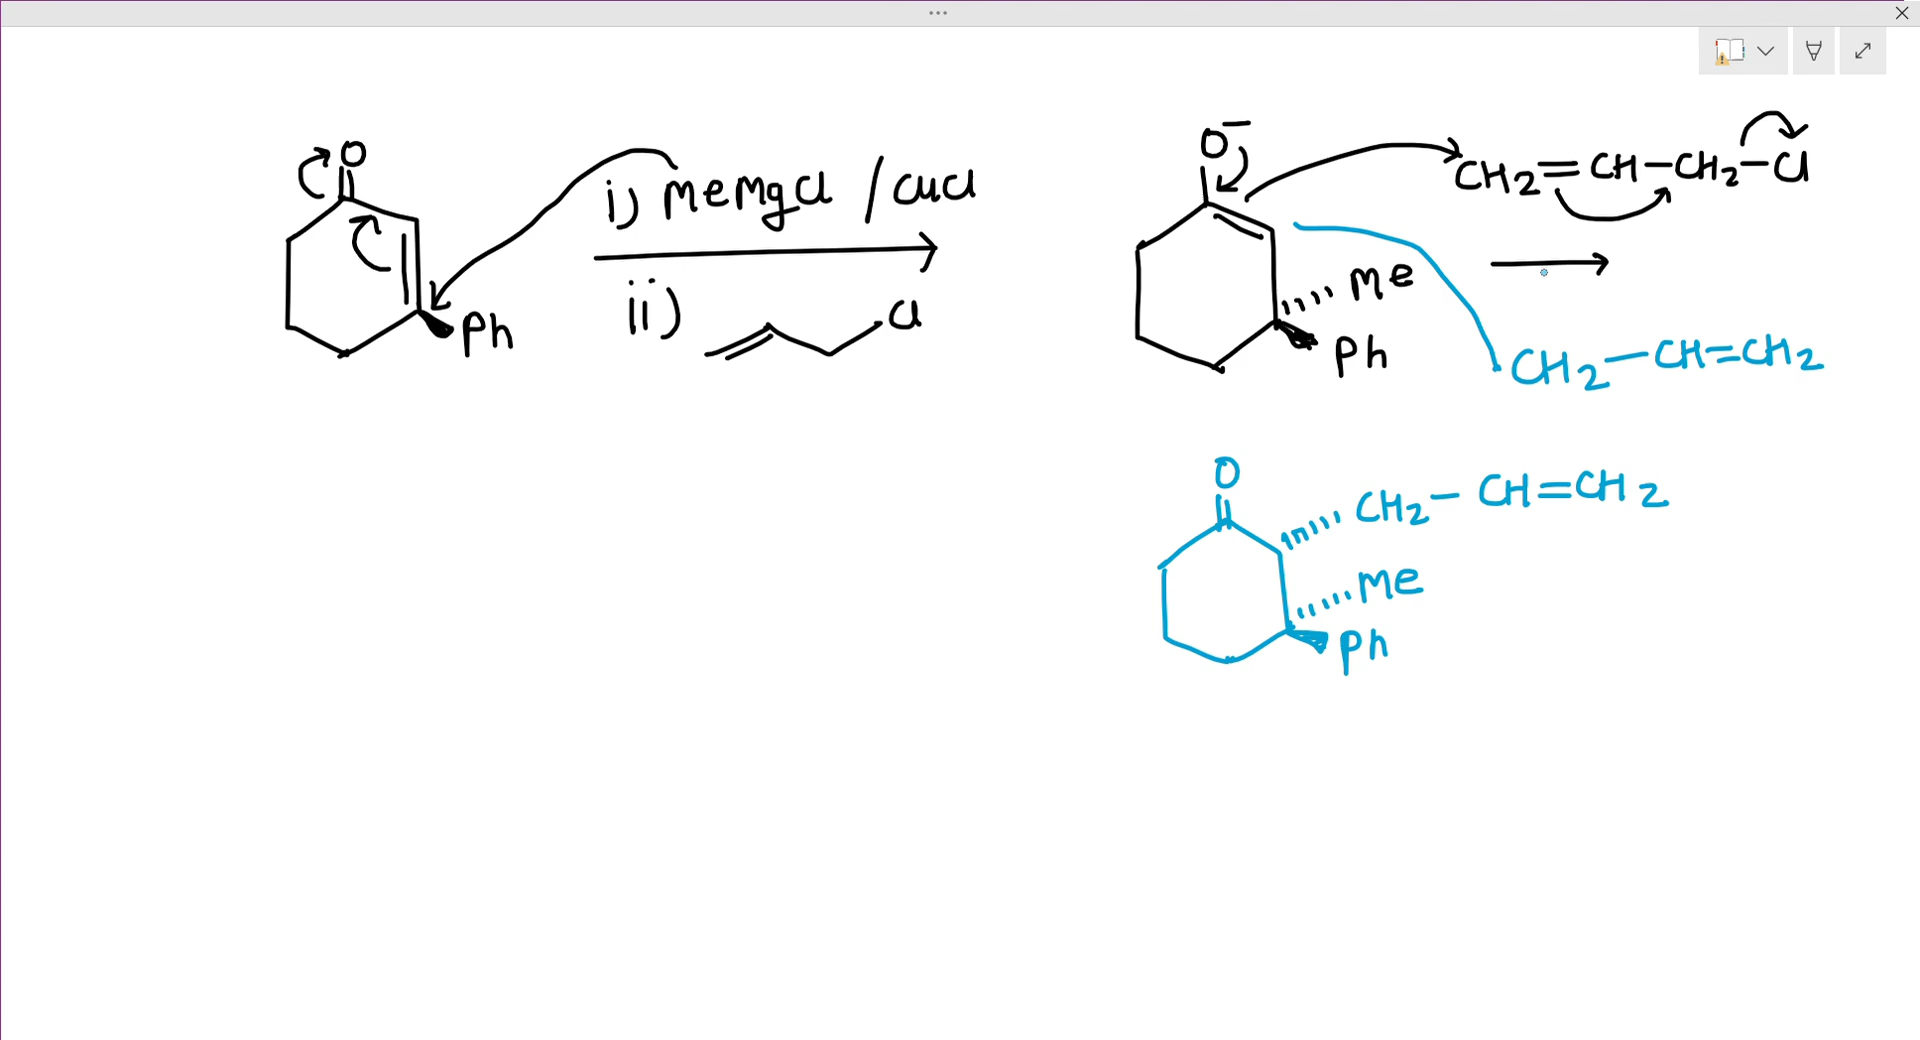 O
Ph
i) MeMgCl / CuCl
ii) Cl
O⁻
Me
Ph
CH2=CH-CH2-Cl
CH2-CH=CH2
O
CH2-CH=CH2
Me
Ph